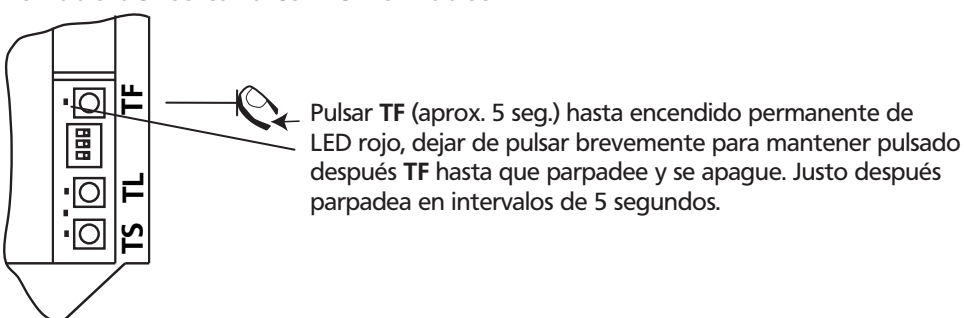 TF
TL
TS
Pulsar TF (aprox. 5 seg.) hasta encendido permanente de
LED rojo, dejar de pulsar brevemente para mantener pulsado
después TF hasta que parpadee y se apague. Justo después
parpadea en intervalos de 5 segundos.